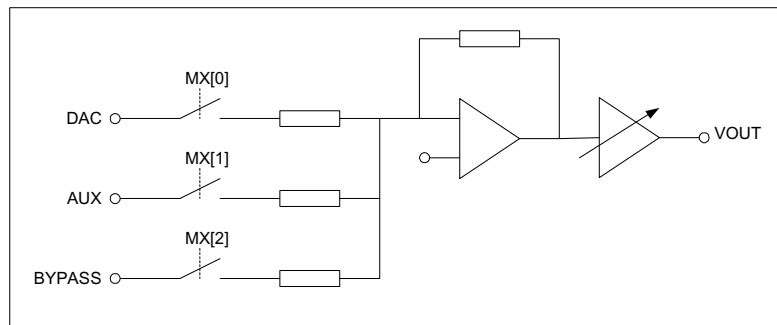 MX[0]
DAC
MX[1]
AUX
MX[2]
BYPASS
VOUT